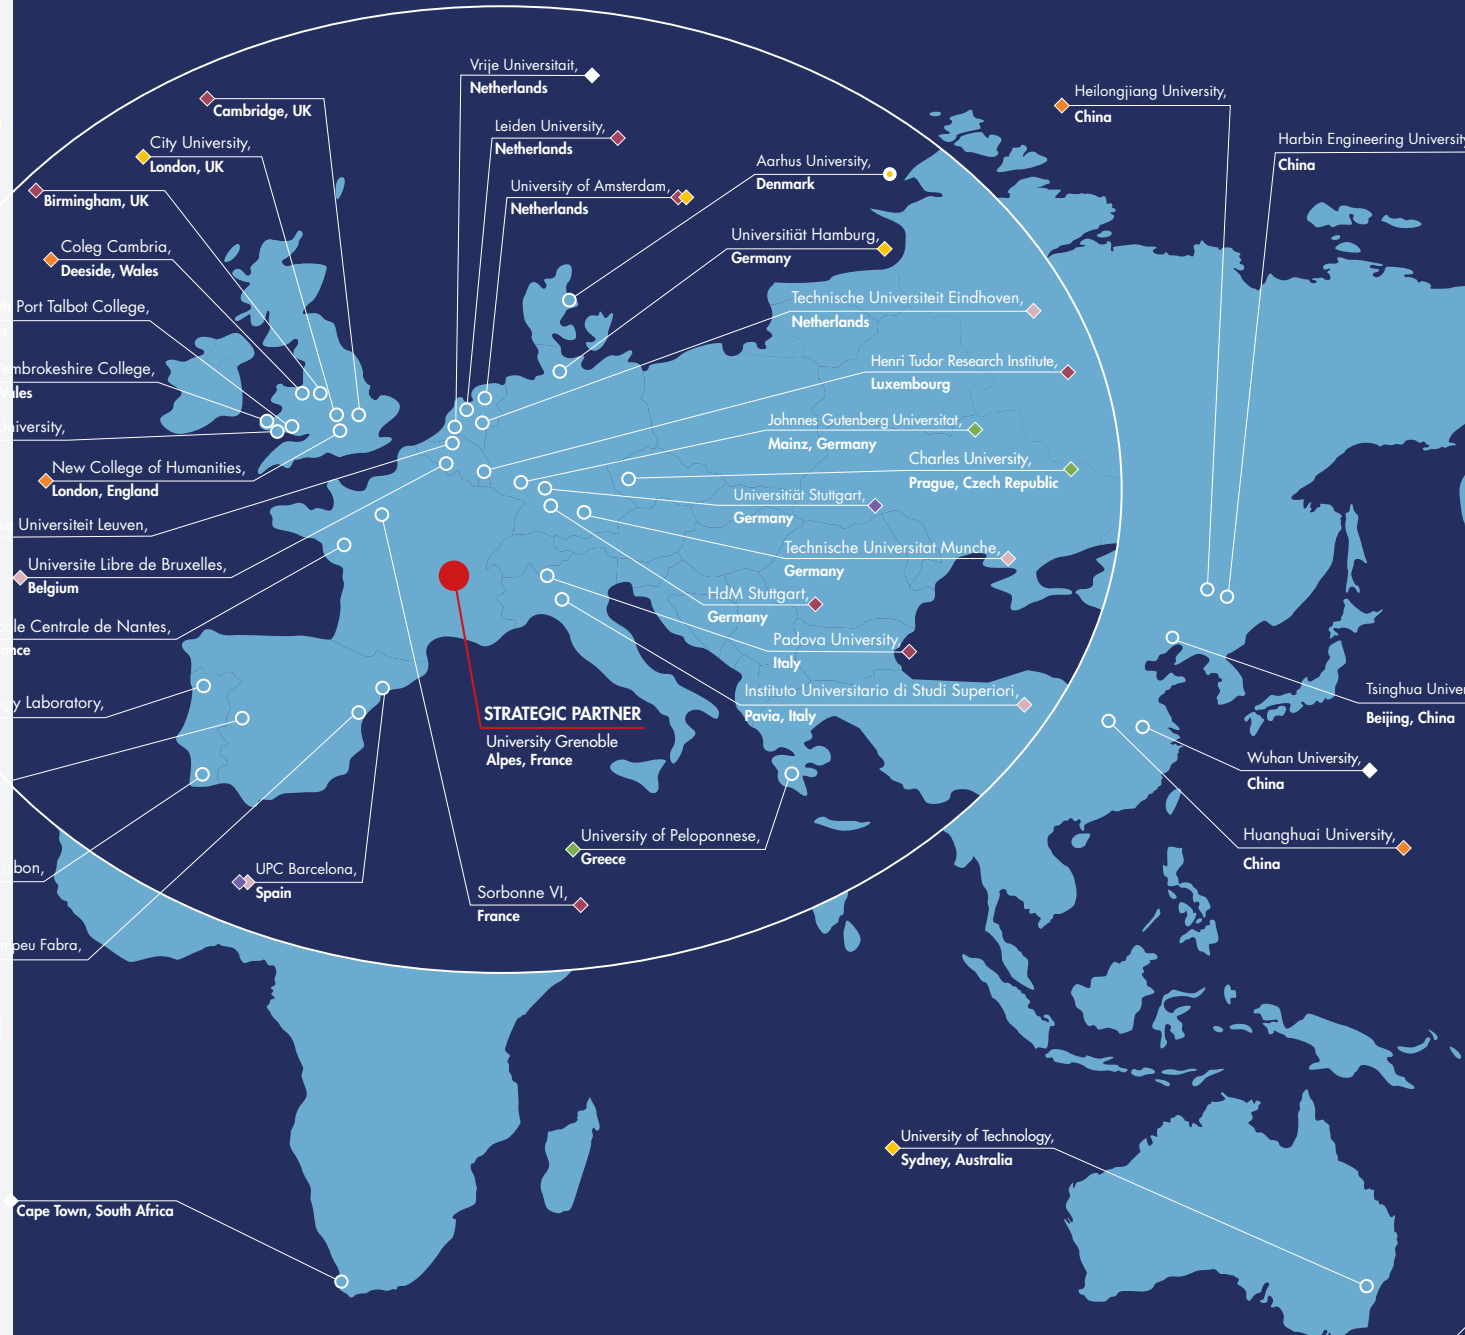 Vrije Universitait,
Netherlands
Cambridge, UK
City University,
London, UK
Birmingham, UK
Coleg Cambria,
Deeside, Wales
Port Talbot College,
College,
University,
New College of Humanities,
London, England
Universiteit Leuven,
Universite Libre de Bruxelles,
Belgium
Centrale de Nantes,
Laboratory,
Fabra,
UPC Barcelona,
Spain
Leiden University,
Netherlands
University of Amsterdam,
Netherlands
Aarhus University,
Denmark
Universitiät Hamburg,
Germany
Technische Universiteit Eindhoven,
Netherlands
Henri Tudor Research Institute,
Luxembourg
Johnnes Gutenberg Universitat,
Mainz, Germany
Charles University,
Prague, Czech Republic
Universitiät Stuttgart,
Germany
Technische Universitat Munche,
Germany
HdM Stuttgart,
Germany
Padova University,
Italy
Instituto Universitario di Studi Superiori,
Pavia, Italy
STRATEGIC PARTNER
University Grenoble
Alpes, France
University of Peloponnese,
Greece
Sorbonne VI,
France
Heilongjiang University,
China
Harbin Engineering University
China
Tsinghua
Beijing, China
Wuhan University,
China
Huanghuai University,
China
University of Technology,
Sydney, Australia
Cape Town, South Africa